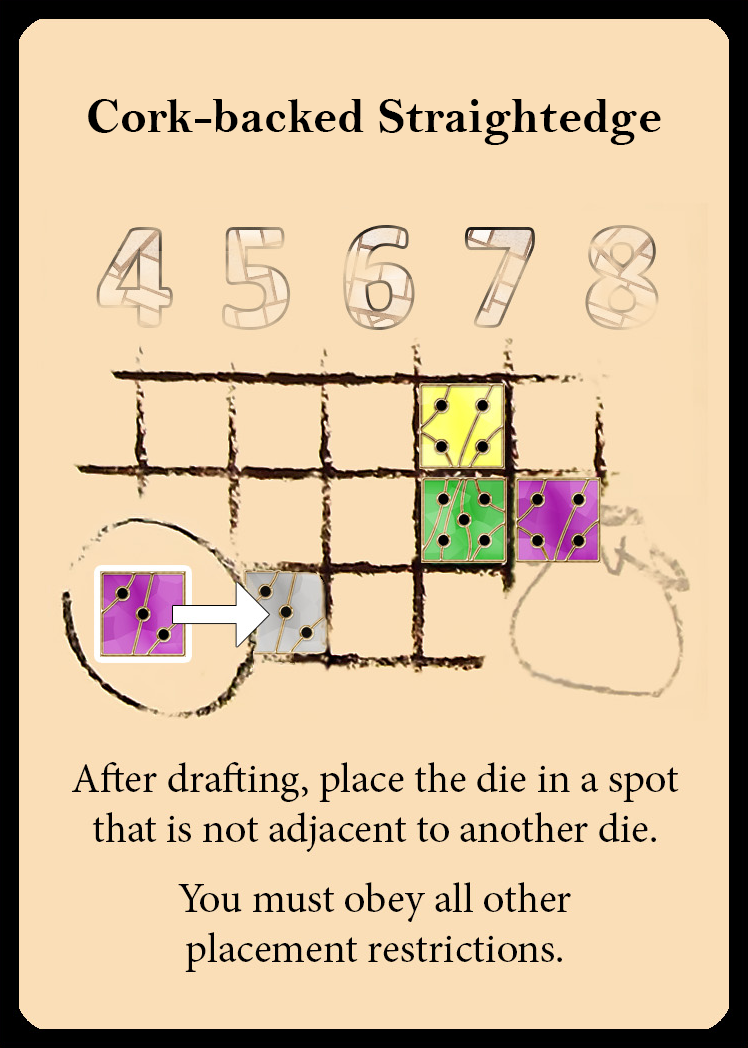 Cork-backed Straightedge
4 5 6 7 8
After drafting, place the die in a spot
that is not adjacent to another die.
You must obey all other
placement restrictions.